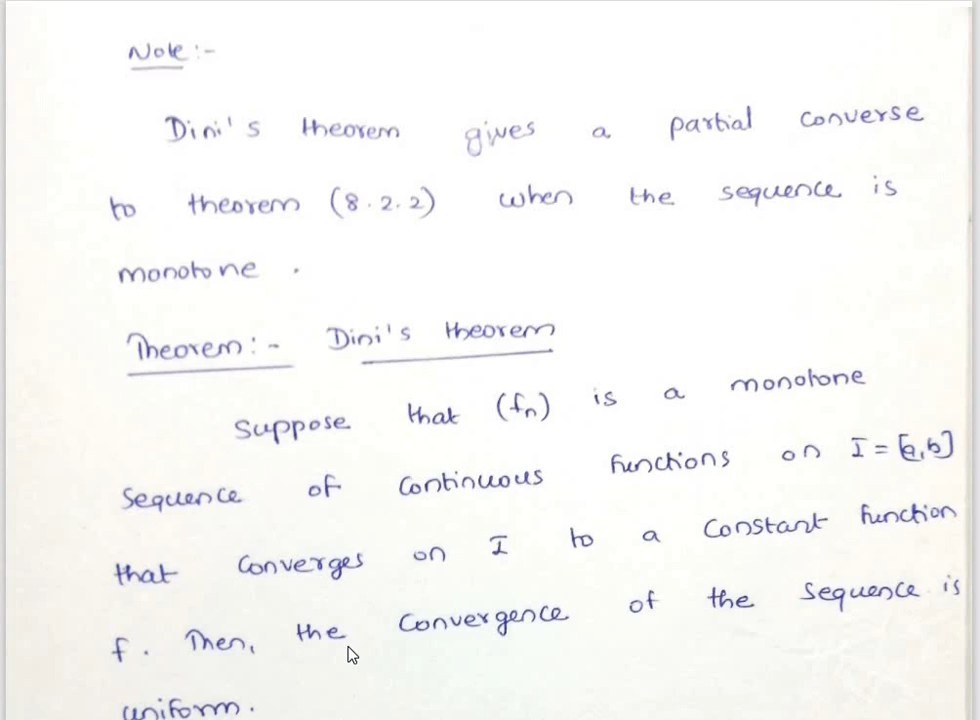 Note :-
Dini's theorem gives a partial converse
to theorem (8.2.2) when the sequence is
monotone .
Theorem :- Dini's theorem
Suppose that (fn) is a monotone
sequence of continuous functions on I = [a,b]
that converges on I to a constant function
f. Then, the convergence of the sequence is
uniform.